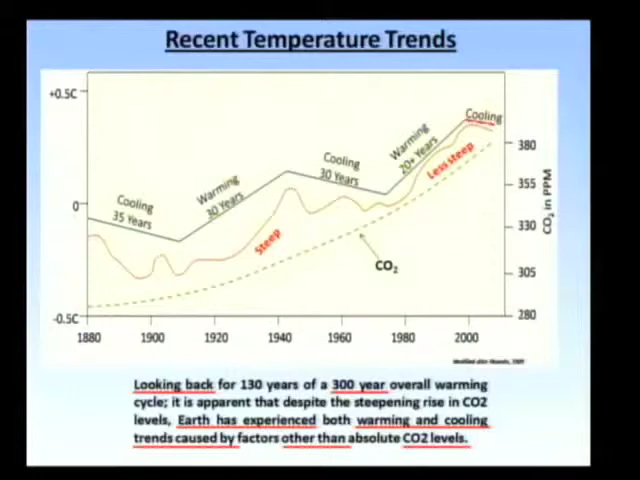 Recent Temperature Trends
+0.5C
0
-0.5C
Cooling
35 Years
Warming
30 Years
Cooling
30 Years
Warming
20+ Years
Cooling
Steep
Less steep
CO2
380
355
330
305
280
CO2 in PPM
1880 1900 1920 1940 1960 1980 2000
Looking back for 130 years of a 300 year overall warming
cycle; it is apparent that despite the steepening rise in CO2
levels, Earth has experienced both warming and cooling
trends caused by factors other than absolute CO2 levels.